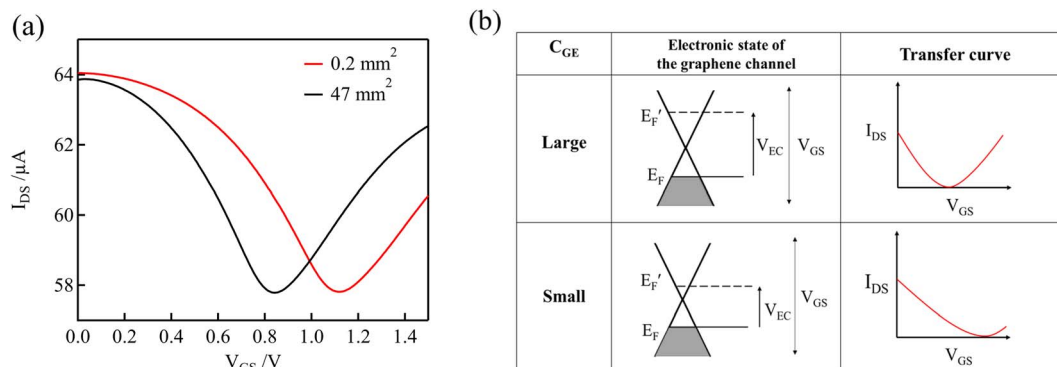 (a)
64
62
60
58
I_DS /μA
0.2 mm²
47 mm²
0.0 0.2 0.4 0.6 0.8 1.0 1.2 1.4
V_GS /V
(b)
C_GE
Electronic state of
the graphene channel
Transfer curve
Large
E_F'
E_F
V_EC
V_GS
I_DS
V_GS
Small
E_F'
E_F
V_EC
V_GS
I_DS
V_GS